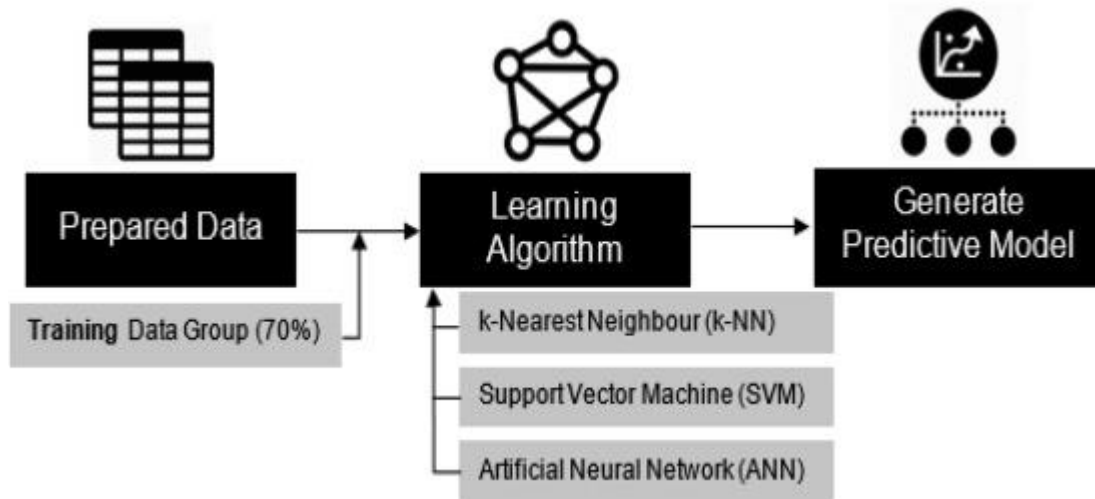 Prepared Data
Learning
Algorithm
Generate
Predictive Model
Training Data Group (70%)
k-Nearest Neighbour (k-NN)
Support Vector Machine (SVM)
Artificial Neural Network (ANN)